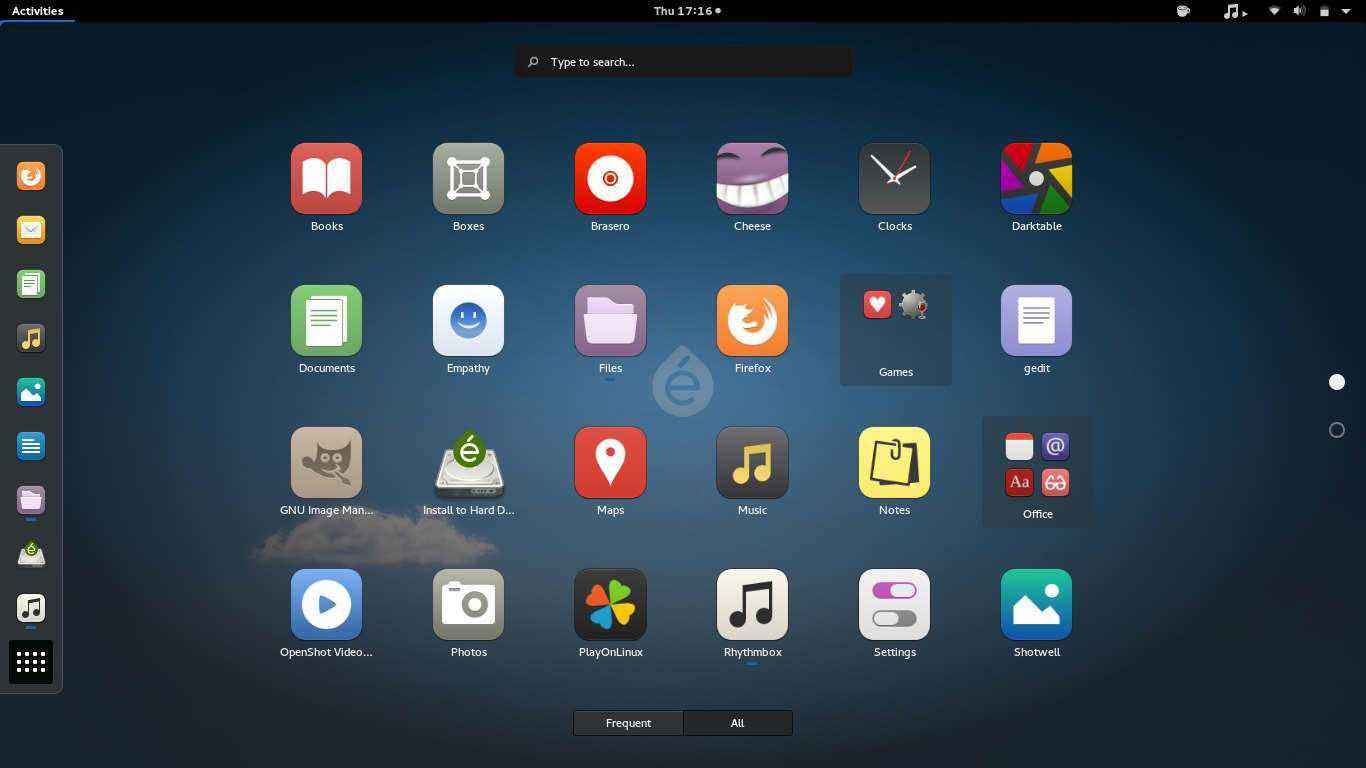 Activities
Thu 17:16
Type to search...
Books
Boxes
Brasero
Cheese
Clocks
Darktable
Documents
Empathy
Files
Firefox
Games
gedit
é
GNU Image Man...
é
Install to Hard D...
Maps
Music
Notes
@
Aa
Office
OpenShot Video...
Photos
PlayOnLinux
Rhythmbox
Settings
Shotwell
Frequent
All